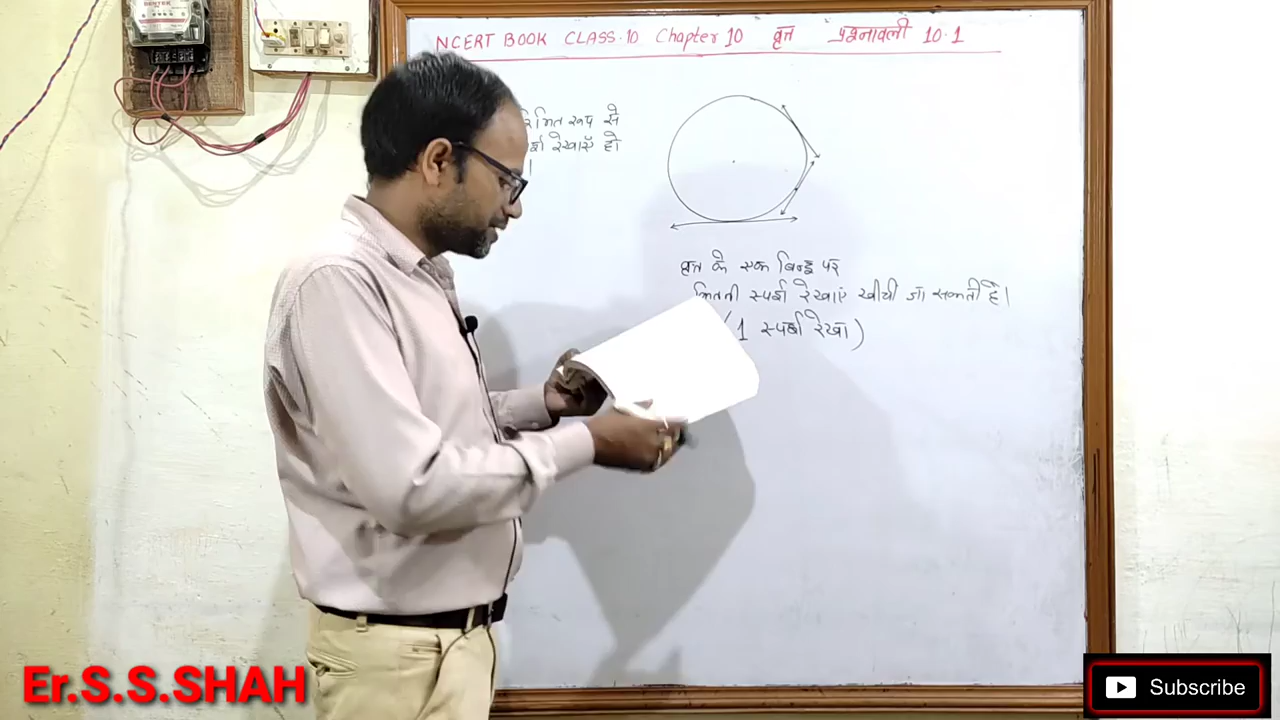 NCERT BOOK CLASS.10 Chapter 10 वृत्त प्रश्नावली 10.1
रूप से
रेखाएँ हो
।
वृत्त के एक बिन्दु पर
कितनी स्पर्श रेखाएं खीची जा सकती है।
(1 स्पर्श रेखा)
Er.S.S.SHAH
Subscribe